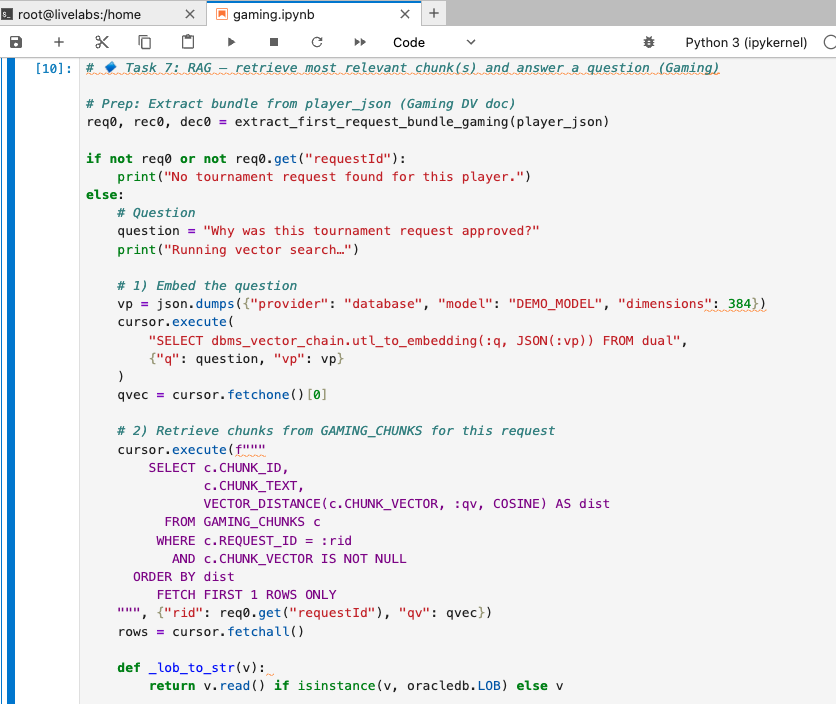 root@livelabs:/home
gaming.ipynb
Code
Python 3 (ipykernel)
[10]: # 🔷 Task 7: RAG — retrieve most relevant chunk(s) and answer a question (Gaming)
# Prep: Extract bundle from player_json (Gaming DV doc)
req0, rec0, dec0 = extract_first_request_bundle_gaming(player_json)
if not req0 or not req0.get("requestId"):
    print("No tournament request found for this player.")
else:
    # Question
    question = "Why was this tournament request approved?"
    print("Running vector search…")
    # 1) Embed the question
    vp = json.dumps({"provider": "database", "model": "DEMO_MODEL", "dimensions": 384})
    cursor.execute(
        "SELECT dbms_vector_chain.utl_to_embedding(:q, JSON(:vp)) FROM dual",
        {"q": question, "vp": vp}
    )
    qvec = cursor.fetchone()[0]
    # 2) Retrieve chunks from GAMING_CHUNKS for this request
    cursor.execute(f"""
        SELECT c.CHUNK_ID,
               c.CHUNK_TEXT,
               VECTOR_DISTANCE(c.CHUNK_VECTOR, :qv, COSINE) AS dist
          FROM GAMING_CHUNKS c
         WHERE c.REQUEST_ID = :rid
           AND c.CHUNK_VECTOR IS NOT NULL
      ORDER BY dist
         FETCH FIRST 1 ROWS ONLY
    """, {"rid": req0.get("requestId"), "qv": qvec})
    rows = cursor.fetchall()
    def _lob_to_str(v):
        return v.read() if isinstance(v, oracledb.LOB) else v